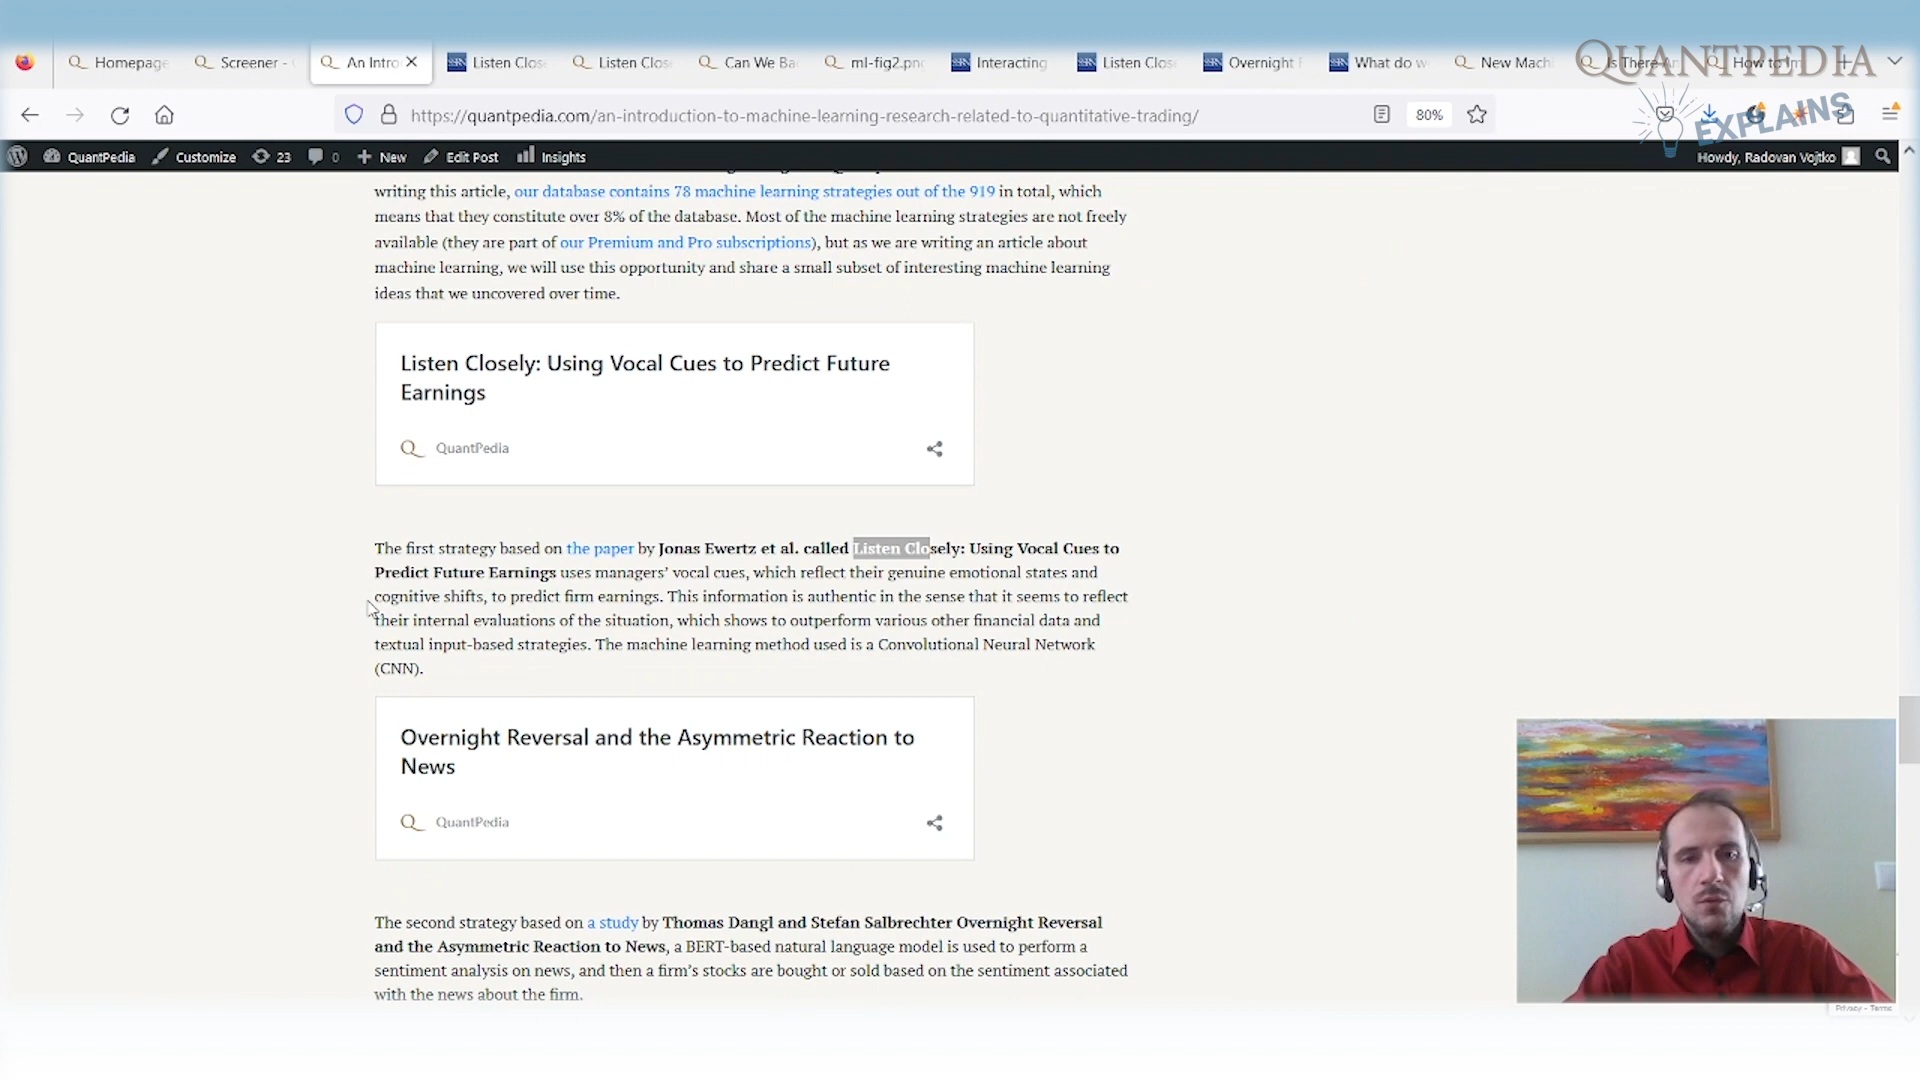 Homepage
Screener -
An Intro
Listen Clos
Listen Clos
Can We Ba
ml-fig2.pn
Interacting
Listen Clos
Overnight
What do w
New Mach
Is There An
How to Im
QUANTPEDIA
EXPLAINS
https://quantpedia.com/an-introduction-to-machine-learning-research-related-to-quantitative-trading/
80%
QuantPedia
Customize
23
0
New
Edit Post
Insights
Howdy, Radovan Vojtko
writing this article, our database contains 78 machine learning strategies out of the 919 in total, which
means that they constitute over 8% of the database. Most of the machine learning strategies are not freely
available (they are part of our Premium and Pro subscriptions), but as we are writing an article about
machine learning, we will use this opportunity and share a small subset of interesting machine learning
ideas that we uncovered over time.
Listen Closely: Using Vocal Cues to Predict Future
Earnings
QuantPedia
The first strategy based on the paper by Jonas Ewertz et al. called Listen Closely: Using Vocal Cues to
Predict Future Earnings uses managers' vocal cues, which reflect their genuine emotional states and
cognitive shifts, to predict firm earnings. This information is authentic in the sense that it seems to reflect
their internal evaluations of the situation, which shows to outperform various other financial data and
textual input-based strategies. The machine learning method used is a Convolutional Neural Network
(CNN).
Overnight Reversal and the Asymmetric Reaction to
News
QuantPedia
The second strategy based on a study by Thomas Dangl and Stefan Salbrechter Overnight Reversal
and the Asymmetric Reaction to News, a BERT-based natural language model is used to perform a
sentiment analysis on news, and then a firm's stocks are bought or sold based on the sentiment associated
with the news about the firm.
Privacy - Terms